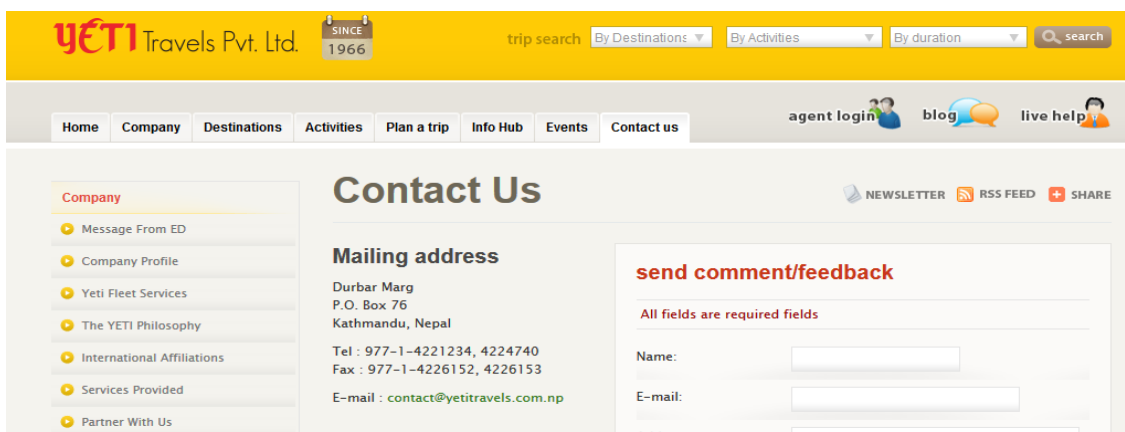 YETI Travels Pvt. Ltd.
SINCE
1966
trip search
By Destinations
By Activities
By duration
search
agent login
blog
live help
Home
Company
Destinations
Activities
Plan a trip
Info Hub
Events
Contact us
Company
Message From ED
Company Profile
Yeti Fleet Services
The YETI Philosophy
International Affiliations
Services Provided
Partner With Us
Contact Us
NEWSLETTER
RSS FEED
SHARE
Mailing address
Durbar Marg
P.O. Box 76
Kathmandu, Nepal
Tel : 977-1-4221234, 4224740
Fax : 977-1-4226152, 4226153
E-mail : contact@yetitravels.com.np
send comment/feedback
All fields are required fields
Name:
E-mail: